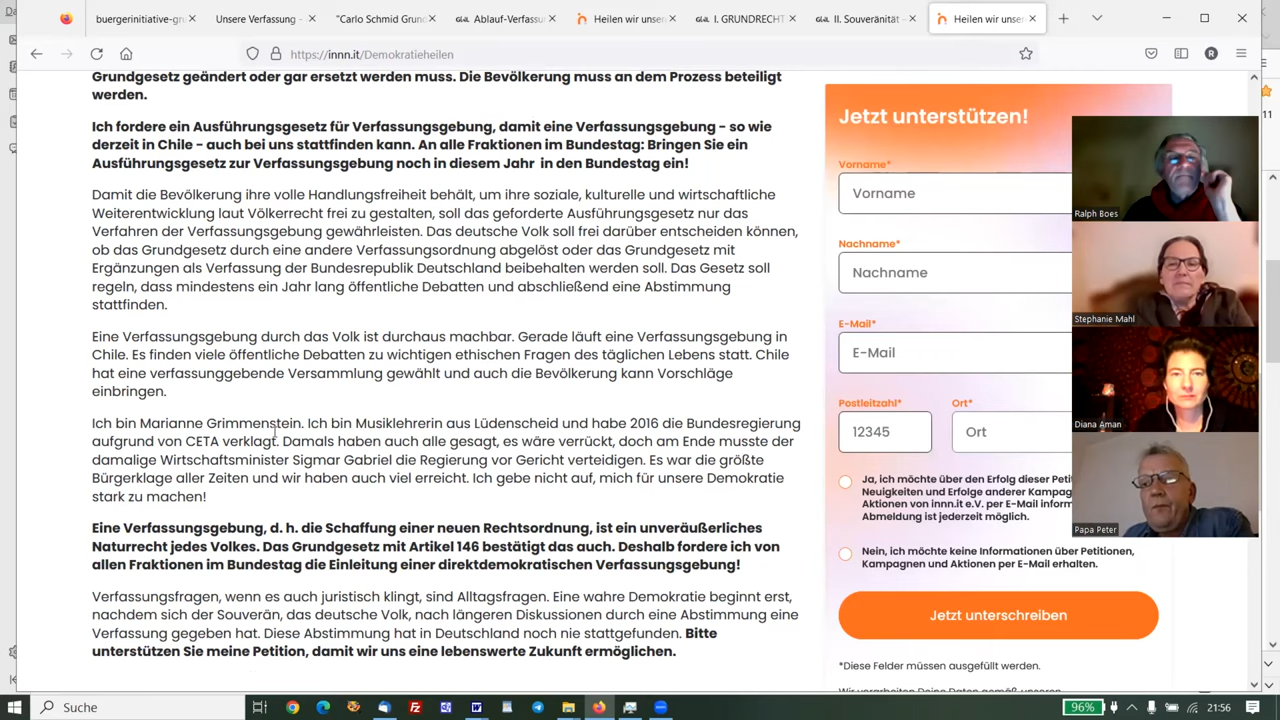 buergerinitiative-gru
Unsere Verfassung -
"Carlo Schmid Grund
Ablauf-Verfassu
Heilen wir unser
I. GRUNDRECHT
II. Souveränität –
Heilen wir unser
https://innn.it/Demokratieheilen
Grundgesetz geändert oder gar ersetzt werden muss. Die Bevölkerung muss an dem Prozess beteiligt
werden.
Ich fordere ein Ausführungsgesetz für Verfassungsgebung, damit eine Verfassungsgebung - so wie
derzeit in Chile - auch bei uns stattfinden kann. An alle Fraktionen im Bundestag: Bringen Sie ein
Ausführungsgesetz zur Verfassungsgebung noch in diesem Jahr in den Bundestag ein!
Damit die Bevölkerung ihre volle Handlungsfreiheit behält, um ihre soziale, kulturelle und wirtschaftliche
Weiterentwicklung laut Völkerrecht frei zu gestalten, soll das geforderte Ausführungsgesetz nur das
Verfahren der Verfassungsgebung gewährleisten. Das deutsche Volk soll frei darüber entscheiden können,
ob das Grundgesetz durch eine andere Verfassungsordnung abgelöst oder das Grundgesetz mit
Ergänzungen als Verfassung der Bundesrepublik Deutschland beibehalten werden soll. Das Gesetz soll
regeln, dass mindestens ein Jahr lang öffentliche Debatten und abschließend eine Abstimmung
stattfinden.
Eine Verfassungsgebung durch das Volk ist durchaus machbar. Gerade läuft eine Verfassungsgebung in
Chile. Es finden viele öffentliche Debatten zu wichtigen ethischen Fragen des täglichen Lebens statt. Chile
hat eine verfassunggebende Versammlung gewählt und auch die Bevölkerung kann Vorschläge
einbringen.
Ich bin Marianne Grimmenstein. Ich bin Musiklehrerin aus Lüdenscheid und habe 2016 die Bundesregierung
aufgrund von CETA verklagt. Damals haben auch alle gesagt, es wäre verrückt, doch am Ende musste der
damalige Wirtschaftsminister Sigmar Gabriel die Regierung vor Gericht verteidigen. Es war die größte
Bürgerklage aller Zeiten und wir haben auch viel erreicht. Ich gebe nicht auf, mich für unsere Demokratie
stark zu machen!
Eine Verfassungsgebung, d. h. die Schaffung einer neuen Rechtsordnung, ist ein unveräußerliches
Naturrecht jedes Volkes. Das Grundgesetz mit Artikel 146 bestätigt das auch. Deshalb fordere ich von
allen Fraktionen im Bundestag die Einleitung einer direktdemokratischen Verfassungsgebung!
Verfassungsfragen, wenn es auch juristisch klingt, sind Alltagsfragen. Eine wahre Demokratie beginnt erst,
nachdem sich der Souverän, das deutsche Volk, nach längeren Diskussionen durch eine Abstimmung eine
Verfassung gegeben hat. Diese Abstimmung hat in Deutschland noch nie stattgefunden. Bitte
unterstützen Sie meine Petition, damit wir uns eine lebenswerte Zukunft ermöglichen.
Jetzt unterstützen!
Vorname*
Vorname
Nachname*
Nachname
E-Mail*
E-Mail
Postleitzahl* Ort*
12345 Ort
Ja, ich möchte über den Erfolg dieser Peti
Neuigkeiten und Erfolge anderer Kampag
Aktionen von innn.it e.V. per E-Mail inform
Abmeldung ist jederzeit möglich.
Nein, ich möchte keine Informationen über Petitionen,
Kampagnen und Aktionen per E-Mail erhalten.
Jetzt unterschreiben
*Diese Felder müssen ausgefüllt werden.
Wir verarbeiten Deine Daten gemäß unseren
Ralph Boes
Stephanie Mahl
Diana Aman
Papa Peter
11
Suche
96%
21:56